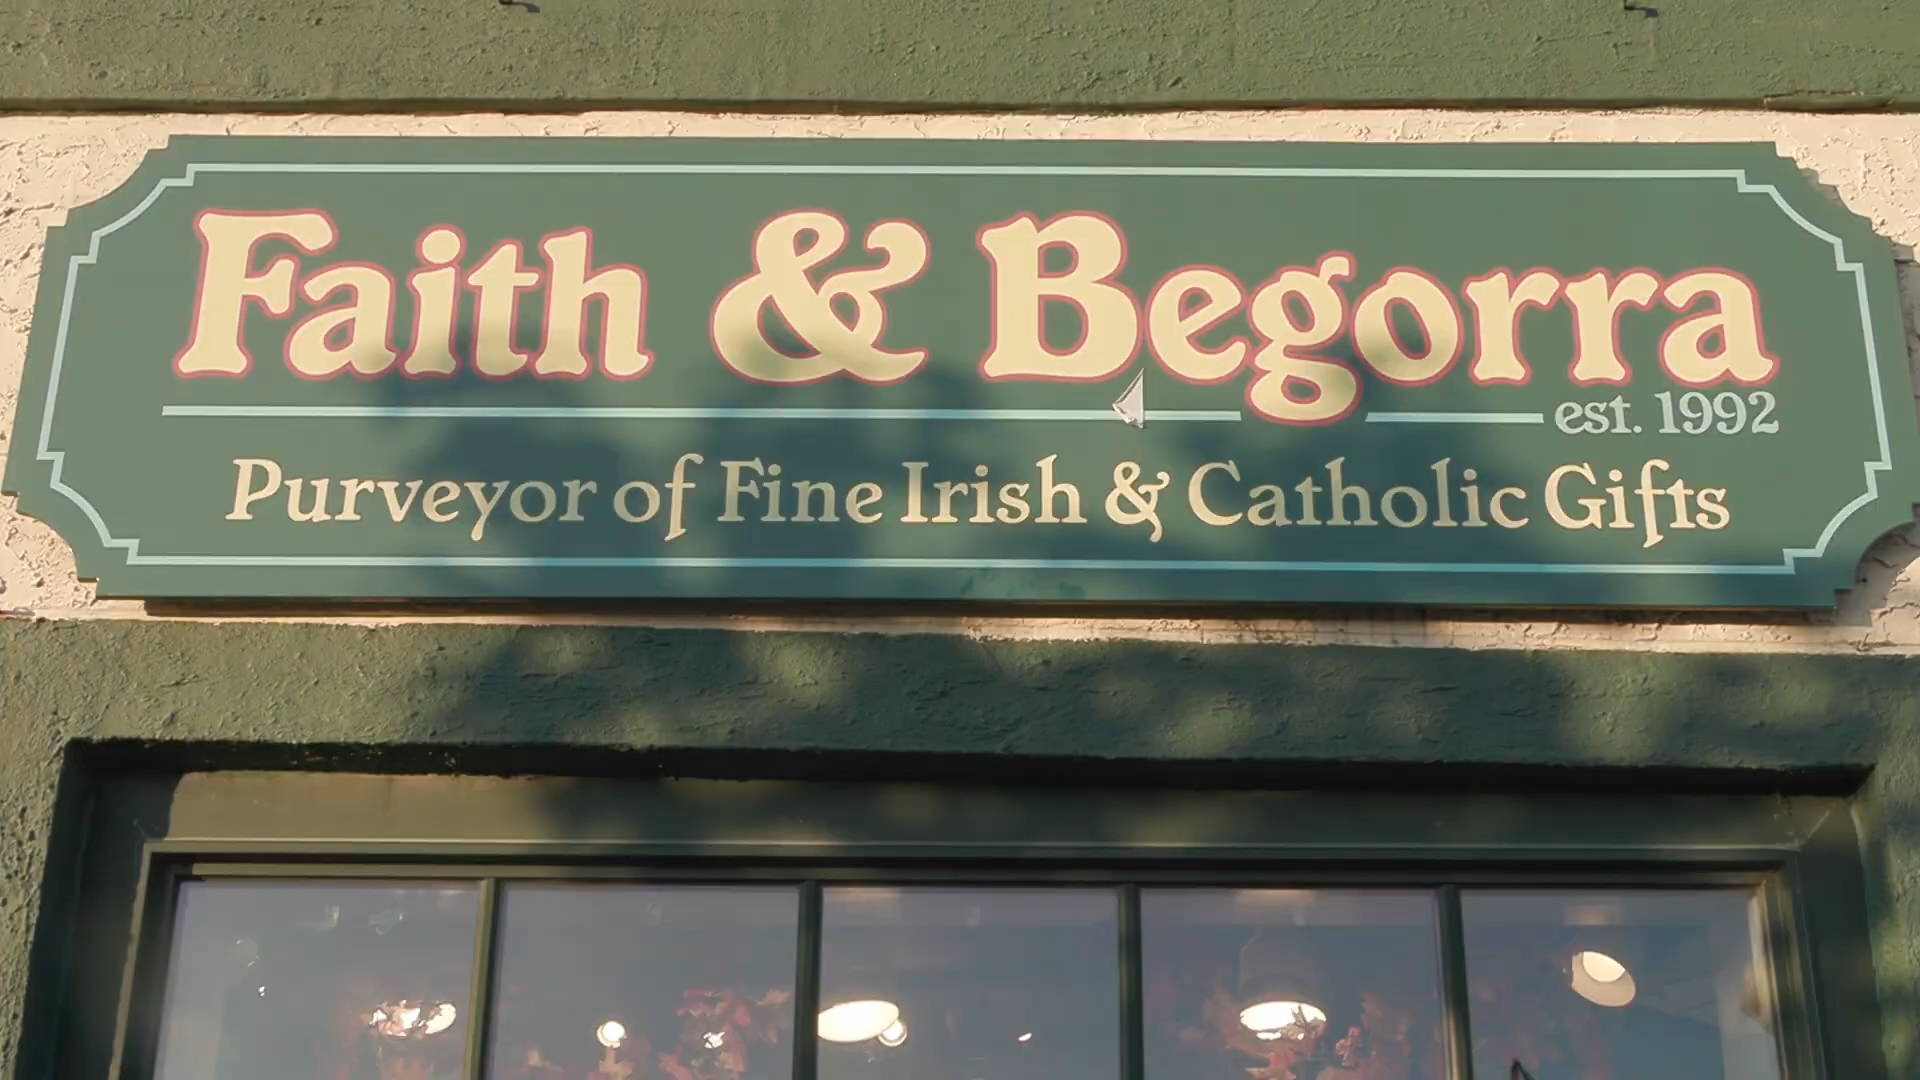 Faith & Begorra
est. 1992
Purveyor of Fine Irish & Catholic Gifts